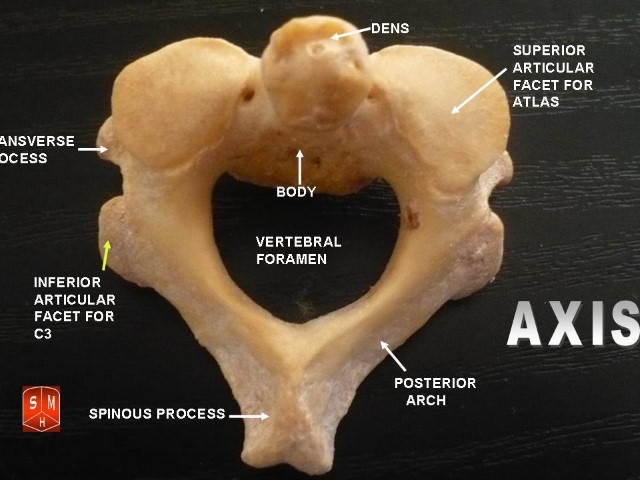 DENS
SUPERIOR
ARTICULAR
FACET FOR
ATLAS
ANSVERSE
OCESS
BODY
VERTEBRAL
FORAMEN
INFERIOR
ARTICULAR
FACET FOR
C3
AXIS
POSTERIOR
ARCH
SPINOUS PROCESS
S M
H